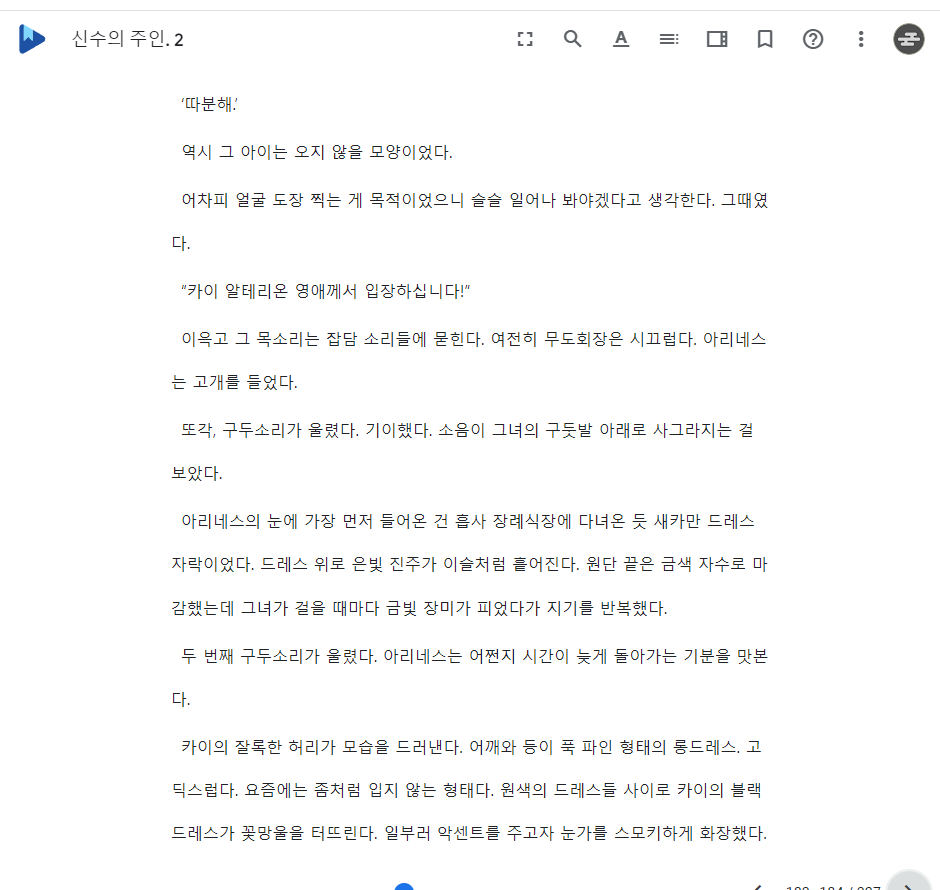 신수의 주인. 2
‘따분해.’
역시 그 아이는 오지 않을 모양이었다.
어차피 얼굴 도장 찍는 게 목적이었으니 슬슬 일어나 봐야겠다고 생각한다. 그때였
다.
“카이 알테리온 영애께서 입장하십니다!”
이윽고 그 목소리는 잡담 소리들에 묻힌다. 여전히 무도회장은 시끄럽다. 아리네스
는 고개를 들었다.
또각, 구두소리가 울렸다. 기이했다. 소음이 그녀의 구둣발 아래로 사그라지는 걸
보았다.
아리네스의 눈에 가장 먼저 들어온 건 흡사 장례식장에 다녀온 듯 새카만 드레스
자락이었다. 드레스 위로 은빛 진주가 이슬처럼 흩어진다. 원단 끝은 금색 자수로 마
감했는데 그녀가 걸을 때마다 금빛 장미가 피었다가 지기를 반복했다.
두 번째 구두소리가 울렸다. 아리네스는 어쩐지 시간이 늦게 돌아가는 기분을 맛본
다.
카이의 잘록한 허리가 모습을 드러낸다. 어깨와 등이 푹 파인 형태의 롱드레스. 고
딕스럽다. 요즘에는 좀처럼 입지 않는 형태다. 원색의 드레스들 사이로 카이의 블랙
드레스가 꽃망울을 터뜨린다. 일부러 악센트를 주고자 눈가를 스모키하게 화장했다.